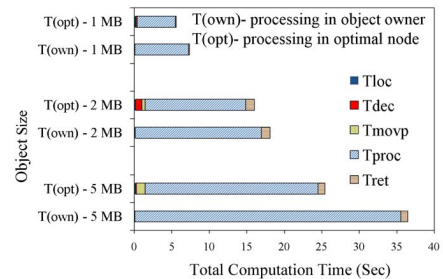 T(own)- processing in object owner
T(opt)- processing in optimal node
T(opt) - 1 MB
T(own) - 1 MB
T(opt) - 2 MB
T(own) - 2 MB
T(opt) - 5 MB
T(own) - 5 MB
Object Size
Tloc
Tdec
Tmovp
Tproc
Tret
0 5 10 15 20 25 30 35 40
Total Computation Time (Sec)